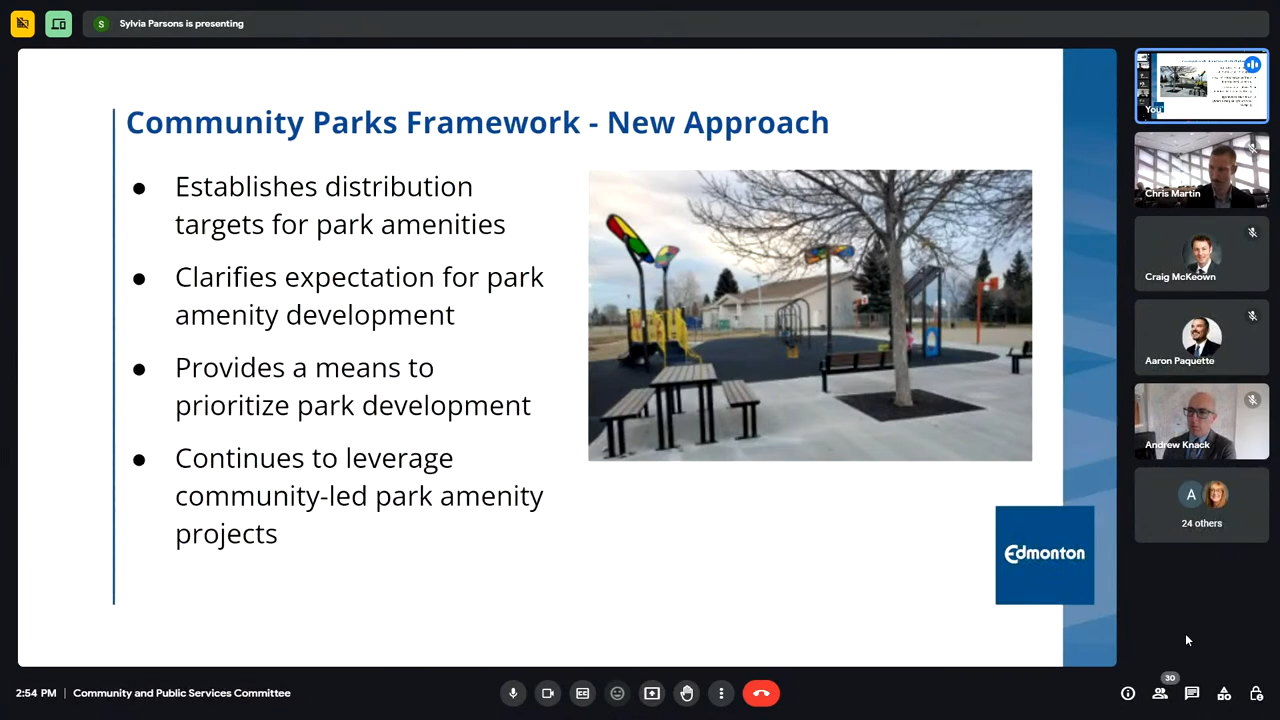 S Sylvia Parsons is presenting
Community Parks Framework - New Approach
● Establishes distribution
targets for park amenities
● Clarifies expectation for park
amenity development
● Provides a means to
prioritize park development
● Continues to leverage
community-led park amenity
projects
Edmonton
You
Chris Martin
Craig McKeown
Aaron Paquette
Andrew Knack
A
24 others
2:54 PM | Community and Public Services Committee
30